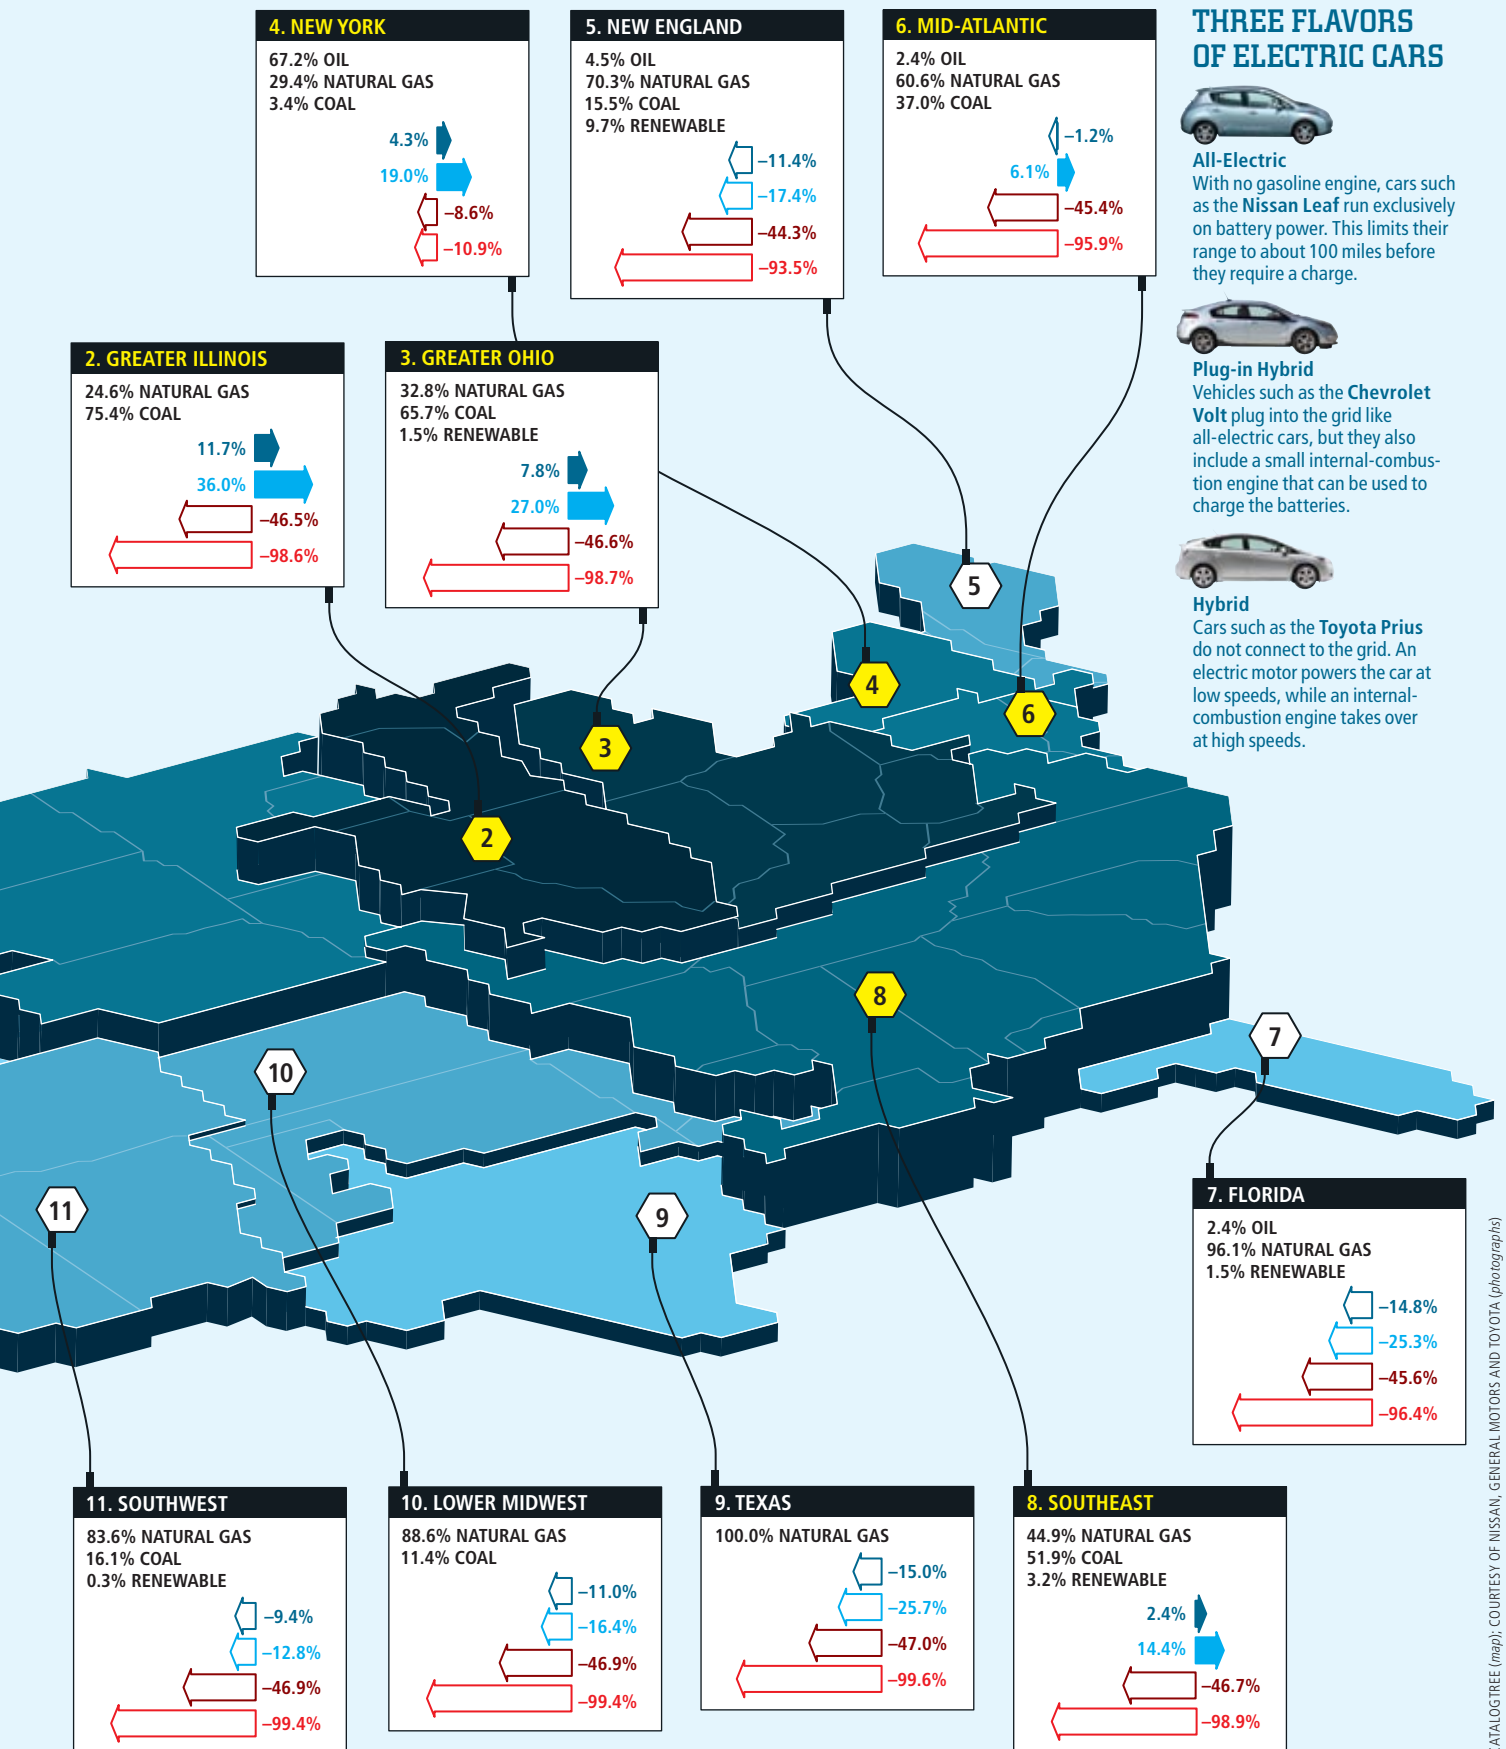 4. NEW YORK
67.2% OIL
29.4% NATURAL GAS
3.4% COAL
4.3%
19.0%
–8.6%
–10.9%
5. NEW ENGLAND
4.5% OIL
70.3% NATURAL GAS
15.5% COAL
9.7% RENEWABLE
–11.4%
–17.4%
–44.3%
–93.5%
6. MID-ATLANTIC
2.4% OIL
60.6% NATURAL GAS
37.0% COAL
–1.2%
6.1%
–45.4%
–95.9%
THREE FLAVORS
OF ELECTRIC CARS
All-Electric
With no gasoline engine, cars such
as the Nissan Leaf run exclusively
on battery power. This limits their
range to about 100 miles before
they require a charge.
Plug-in Hybrid
Vehicles such as the Chevrolet
Volt plug into the grid like
all-electric cars, but they also
include a small internal-combus-
tion engine that can be used to
charge the batteries.
Hybrid
Cars such as the Toyota Prius
do not connect to the grid. An
electric motor powers the car at
low speeds, while an internal-
combustion engine takes over
at high speeds.
2. GREATER ILLINOIS
24.6% NATURAL GAS
75.4% COAL
11.7%
36.0%
–46.5%
–98.6%
3. GREATER OHIO
32.8% NATURAL GAS
65.7% COAL
1.5% RENEWABLE
7.8%
27.0%
–46.6%
–98.7%
5
4
6
3
2
8
7
10
11
9
7. FLORIDA
2.4% OIL
96.1% NATURAL GAS
1.5% RENEWABLE
–14.8%
–25.3%
–45.6%
–96.4%
11. SOUTHWEST
83.6% NATURAL GAS
16.1% COAL
0.3% RENEWABLE
–9.4%
–12.8%
–46.9%
–99.4%
10. LOWER MIDWEST
88.6% NATURAL GAS
11.4% COAL
–11.0%
–16.4%
–46.9%
–99.4%
9. TEXAS
100.0% NATURAL GAS
–15.0%
–25.7%
–47.0%
–99.6%
8. SOUTHEAST
44.9% NATURAL GAS
51.9% COAL
3.2% RENEWABLE
2.4%
14.4%
–46.7%
–98.9%
CATALOGTREE (map); COURTESY OF NISSAN, GENERAL MOTORS AND TOYOTA (photographs)